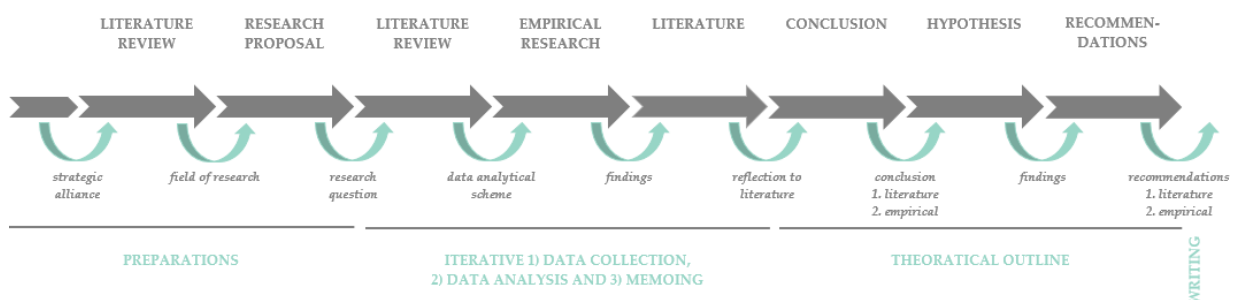 LITERATURE
REVIEW
RESEARCH
PROPOSAL
LITERATURE
REVIEW
EMPIRICAL
RESEARCH
LITERATURE
CONCLUSION
HYPOTHESIS
RECOMMEN-
DATIONS
strategic
alliance
field of research
research
question
data analytical
scheme
findings
reflection to
literature
conclusion
1. literature
2. empirical
findings
recommendations
1. literature
2. empirical
PREPARATIONS
ITERATIVE 1) DATA COLLECTION,
2) DATA ANALYSIS AND 3) MEMOING
THEORATICAL OUTLINE
WRITING